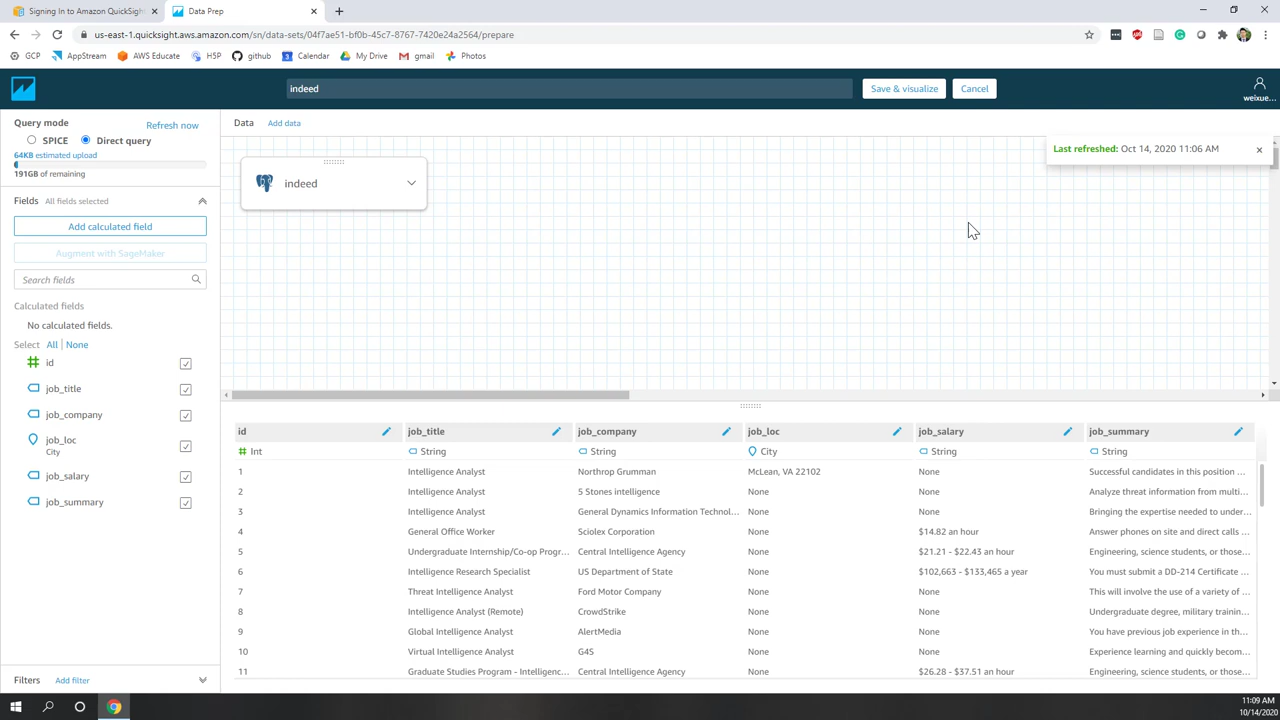 Signing In to Amazon QuickSight
Data Prep
us-east-1.quicksight.aws.amazon.com/sn/data-sets/04f7ae51-bf0b-45c7-8767-7420e24a2564/prepare
GCP
AppStream
AWS Educate
H5P
github
Calendar
My Drive
gmail
Photos
indeed
Save & visualize
Cancel
weixue...
Query mode
Refresh now
SPICE
Direct query
64KB estimated upload
191GB of remaining
Data
Add data
Last refreshed: Oct 14, 2020 11:06 AM
indeed
Fields All fields selected
Add calculated field
Augment with SageMaker
Search fields
Calculated fields
No calculated fields.
Select All | None
id
job_title
job_company
job_loc
City
job_salary
job_summary
Filters Add filter
id job_title job_company job_loc job_salary job_summary
Int String String City String String
1 Intelligence Analyst Northrop Grumman McLean, VA 22102 None Successful candidates in this position ...
2 Intelligence Analyst 5 Stones intelligence None None Analyze threat information from multi...
3 Intelligence Analyst General Dynamics Information Technol... None None Bringing the expertise needed to under...
4 General Office Worker Sciolex Corporation None $14.82 an hour Answer phones on site and direct calls ...
5 Undergraduate Internship/Co-op Progr... Central Intelligence Agency None $21.21 - $22.43 an hour Engineering, science students, or those...
6 Intelligence Research Specialist US Department of State None $102,663 - $133,465 a year You must submit a DD-214 Certificate ...
7 Threat Intelligence Analyst Ford Motor Company None None This will involve the use of a variety of ...
8 Intelligence Analyst (Remote) CrowdStrike None None Undergraduate degree, military trainin...
9 Global Intelligence Analyst AlertMedia None None You have previous job experience in th...
10 Virtual Intelligence Analyst G4S None None Experience learning and quickly becom...
11 Graduate Studies Program - Intelligenc... Central Intelligence Agency None $26.28 - $37.51 an hour Engineering, science students, or those...
11:09 AM
10/14/2020